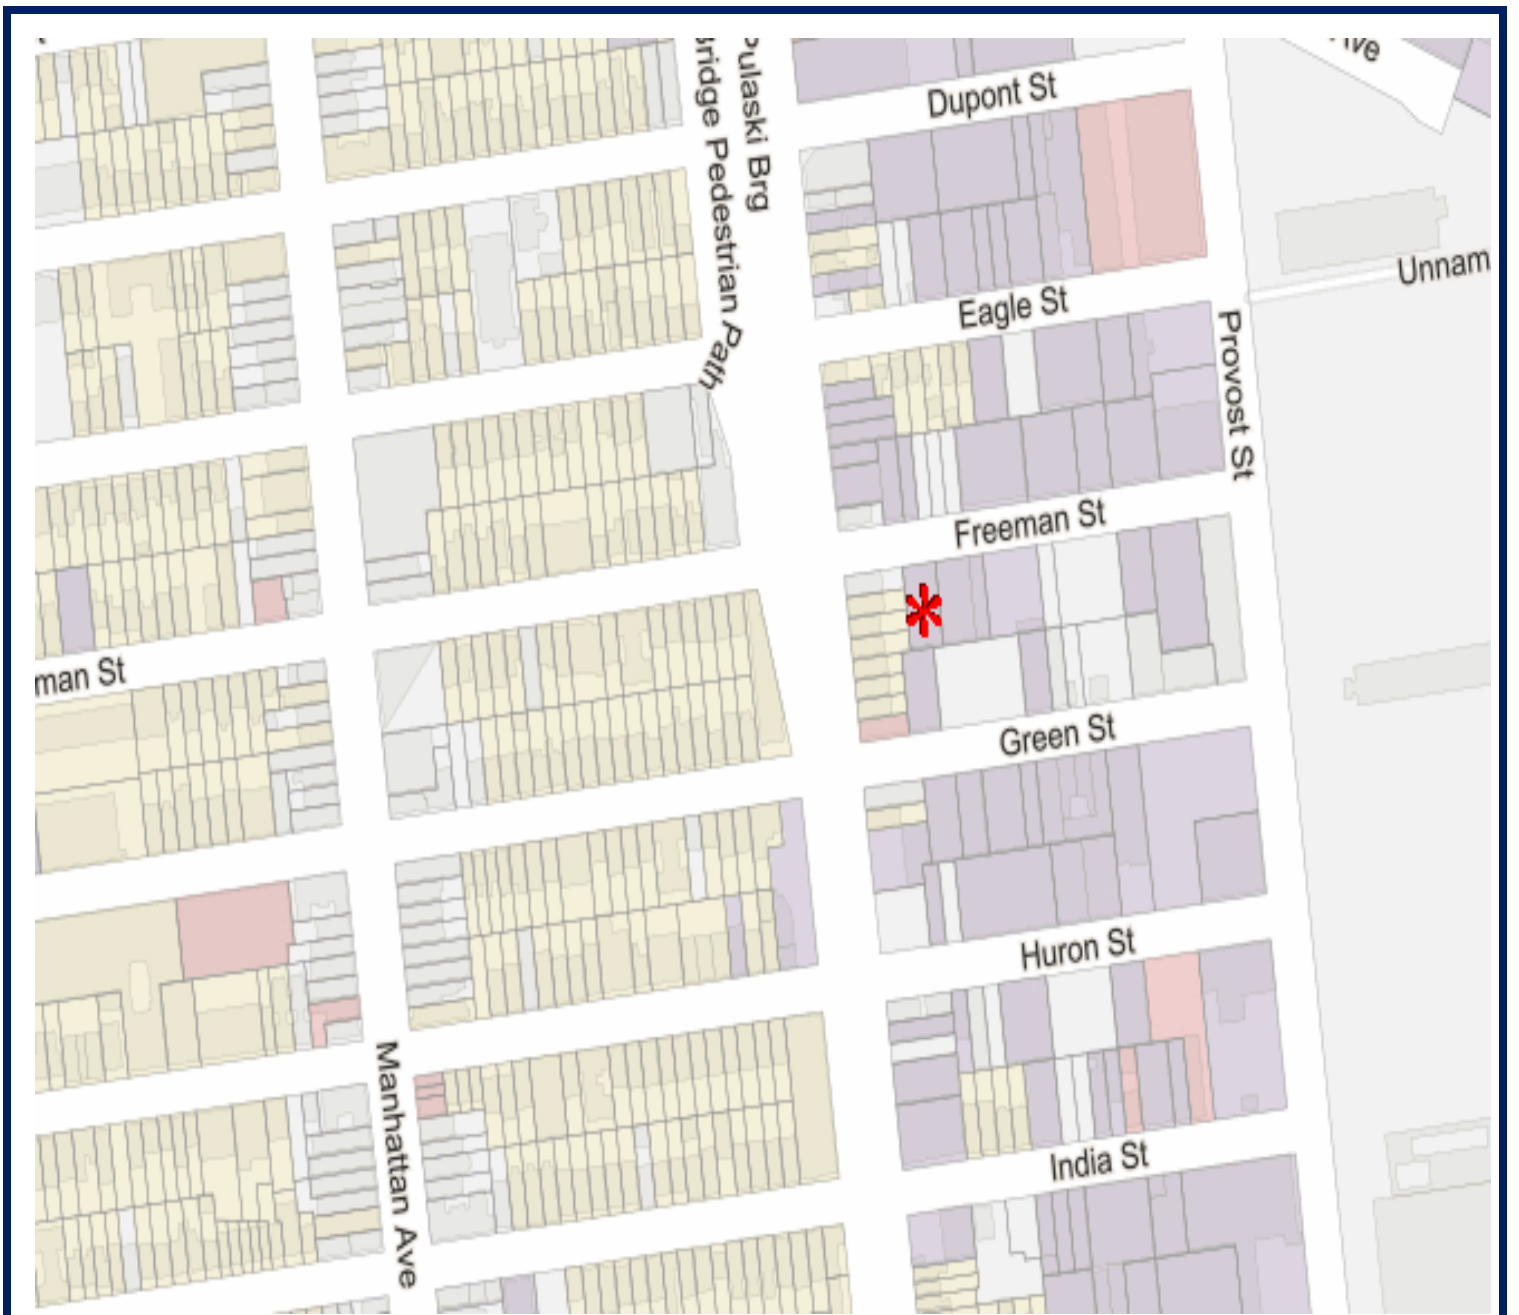 Pulaski Brg
Bridge Pedestrian Path
Ave
Dupont St
Unnam
Eagle St
Provost St
Freeman St
man St
Green St
Huron St
Manhattan Ave
India St